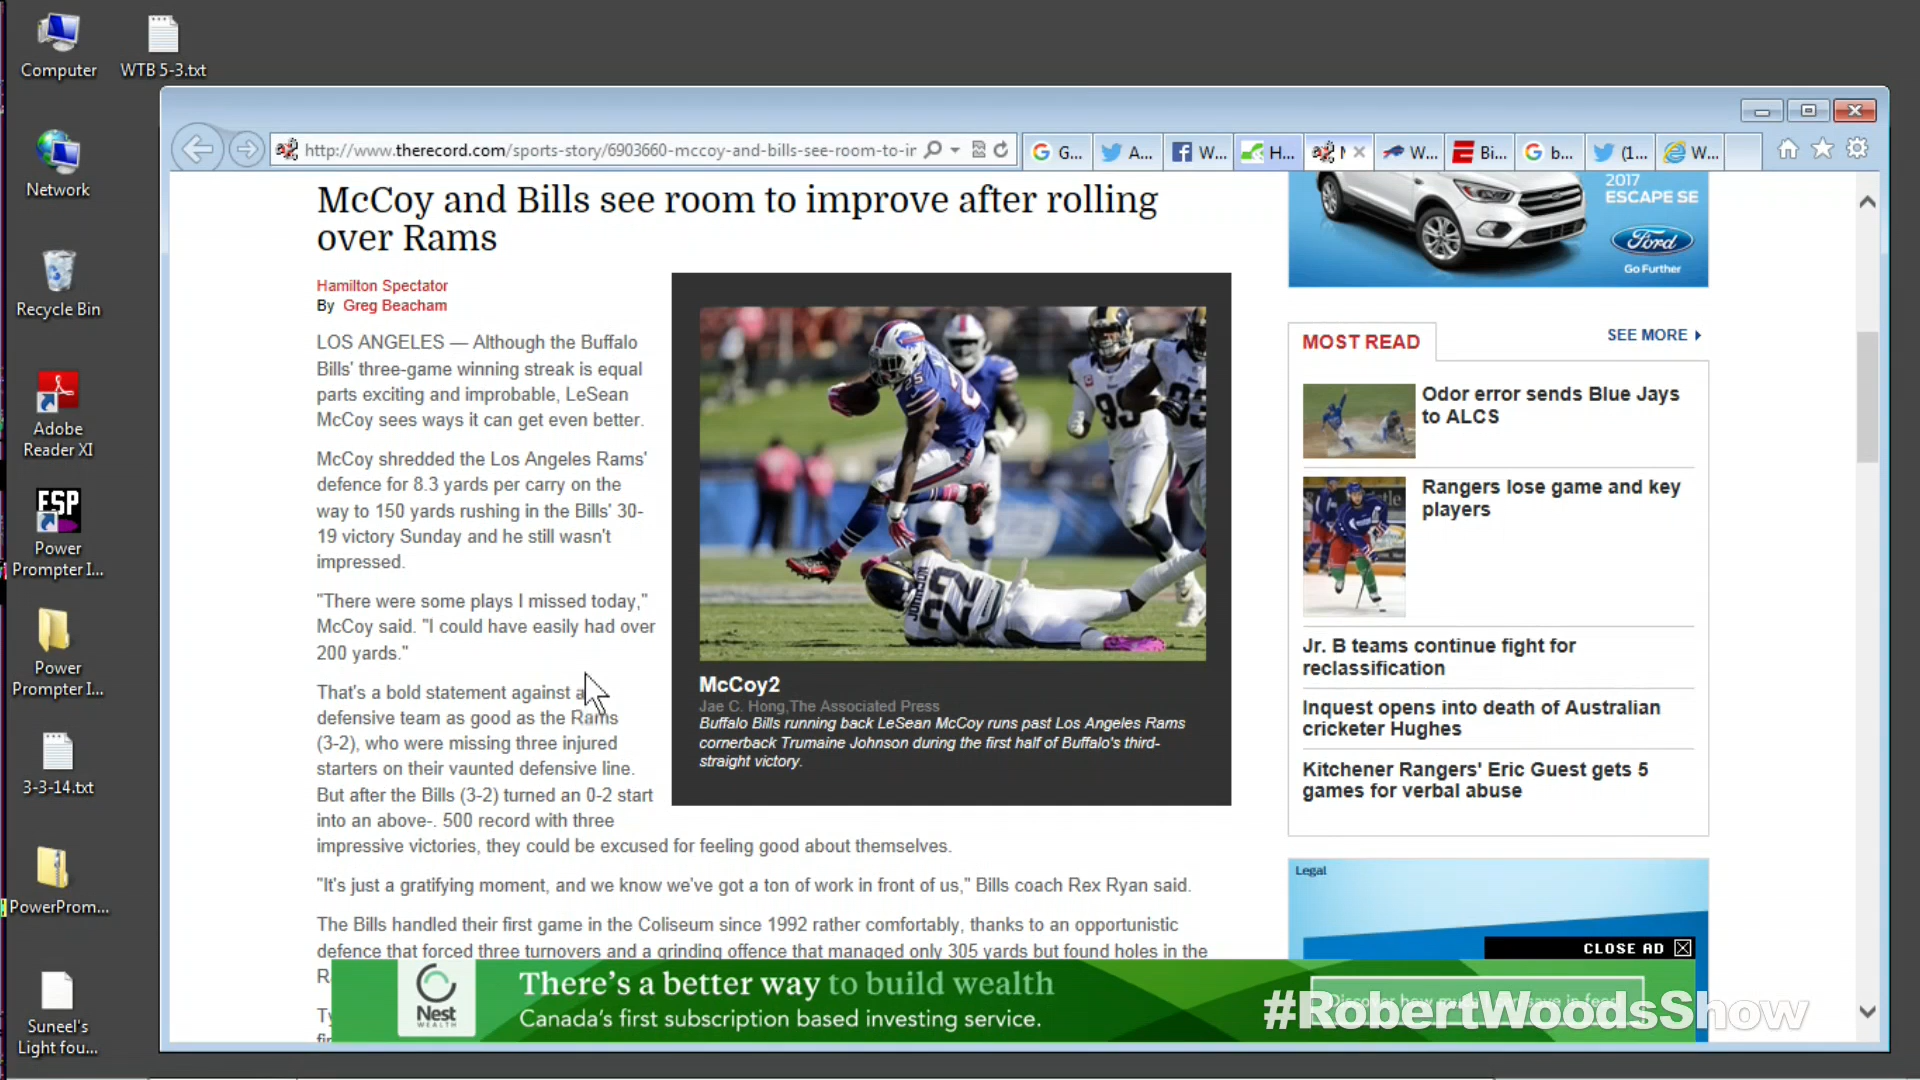 Computer
WTB 5-3.txt
Network
Recycle Bin
Adobe
Reader XI
ESP
Power
Prompter I...
Power
Prompter I...
3-3-14.txt
PowerProm...
Suneel's
Light fou...
http://www.therecord.com/sports-story/6903660-mccoy-and-bills-see-room-to-ir
G...
A...
W...
H...
W...
Bi...
b...
(1...
W...
McCoy and Bills see room to improve after rolling
over Rams
Hamilton Spectator
By Greg Beacham
LOS ANGELES — Although the Buffalo
Bills' three-game winning streak is equal
parts exciting and improbable, LeSean
McCoy sees ways it can get even better.
McCoy shredded the Los Angeles Rams'
defence for 8.3 yards per carry on the
way to 150 yards rushing in the Bills' 30-
19 victory Sunday and he still wasn't
impressed.
"There were some plays I missed today,"
McCoy said. "I could have easily had over
200 yards."
That's a bold statement against a
defensive team as good as the Rams
(3-2), who were missing three injured
starters on their vaunted defensive line.
But after the Bills (3-2) turned an 0-2 start
into an above-. 500 record with three
impressive victories, they could be excused for feeling good about themselves.
"It's just a gratifying moment, and we know we've got a ton of work in front of us," Bills coach Rex Ryan said.
The Bills handled their first game in the Coliseum since 1992 rather comfortably, thanks to an opportunistic
defence that forced three turnovers and a grinding offence that managed only 305 yards but found holes in the
25
99
93
JOHNSON
22
McCoy2
Jae C. Hong,The Associated Press
Buffalo Bills running back LeSean McCoy runs past Los Angeles Rams
cornerback Trumaine Johnson during the first half of Buffalo's third-
straight victory.
2017
ESCAPE SE
Ford
Go Further
MOST READ
SEE MORE
Odor error sends Blue Jays
to ALCS
Rangers lose game and key
players
Jr. B teams continue fight for
reclassification
Inquest opens into death of Australian
cricketer Hughes
Kitchener Rangers' Eric Guest gets 5
games for verbal abuse
Legal
CLOSE AD
Nest
WEALTH
There's a better way to build wealth
Canada's first subscription based investing service.
#RobertWoodsShow